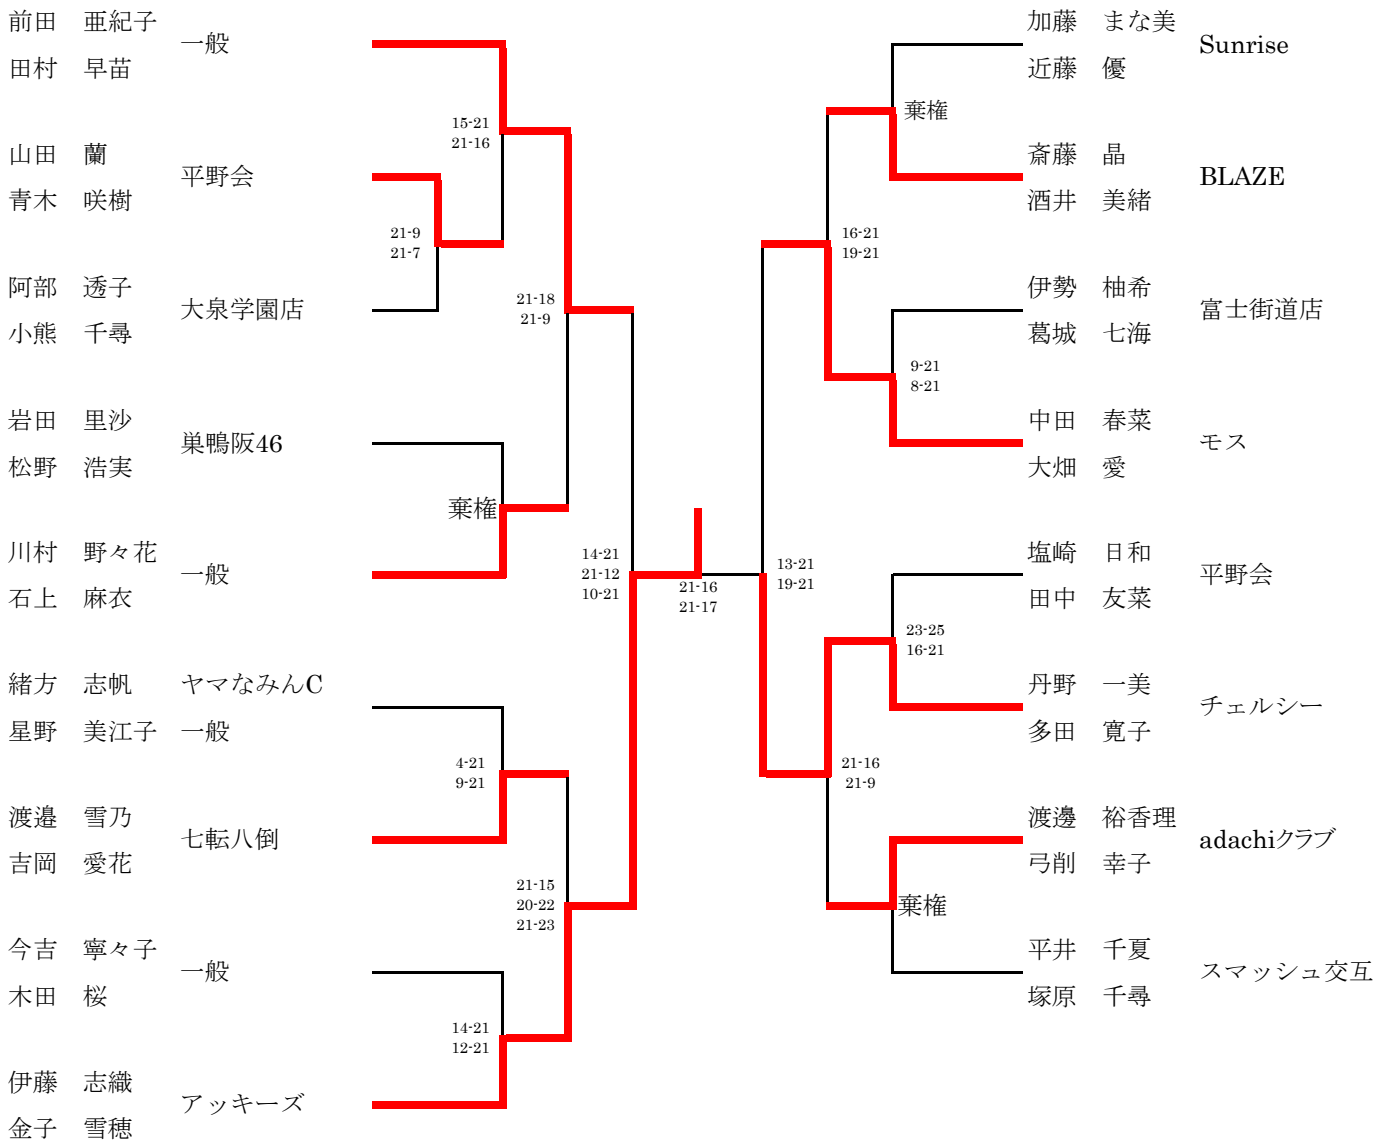 前田　亜紀子
一般
田村　早苗
15-21
21-16
山田　蘭
平野会
青木　咲樹
21-9
21-7
阿部　透子
大泉学園店
小熊　千尋
21-18
21-9
岩田　里沙
巣鴨阪46
松野　浩実
棄権
川村　野々花
一般
石上　麻衣
14-21
21-12
10-21
緒方　志帆　ヤマなみんC
星野　美江子　一般
4-21
9-21
渡邉　雪乃
七転八倒
吉岡　愛花
21-15
20-22
21-23
今吉　寧々子
一般
木田　桜
14-21
12-21
伊藤　志織
アッキーズ
金子　雪穂
21-16
21-17
加藤　まな美
Sunrise
近藤　優
棄権
斎藤　晶
BLAZE
酒井　美緒
16-21
19-21
伊勢　柚希
富士街道店
葛城　七海
9-21
8-21
中田　春菜
モス
大畑　愛
13-21
19-21
塩崎　日和
平野会
田中　友菜
23-25
16-21
丹野　一美
チェルシー
多田　寛子
21-16
21-9
渡邊　裕香理
adachiクラブ
弓削　幸子
棄権
平井　千夏
スマッシュ交互
塚原　千尋